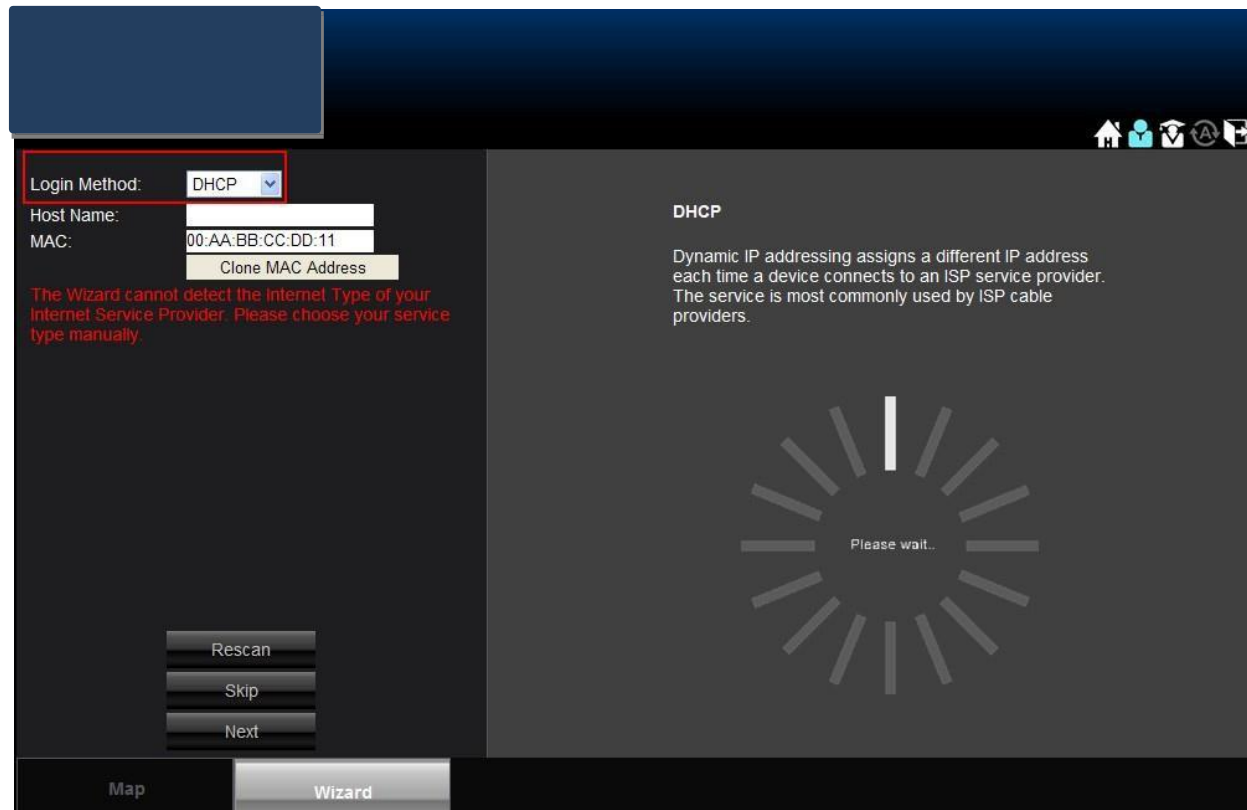 Login Method: DHCP
Host Name:
MAC: 00:AA:BB:CC:DD:11
Clone MAC Address
The Wizard cannot detect the Internet Type of your
Internet Service Provider. Please choose your service
type manually.
Rescan
Skip
Next
DHCP
Dynamic IP addressing assigns a different IP address
each time a device connects to an ISP service provider.
The service is most commonly used by ISP cable
providers.
Please wait..
Map
Wizard